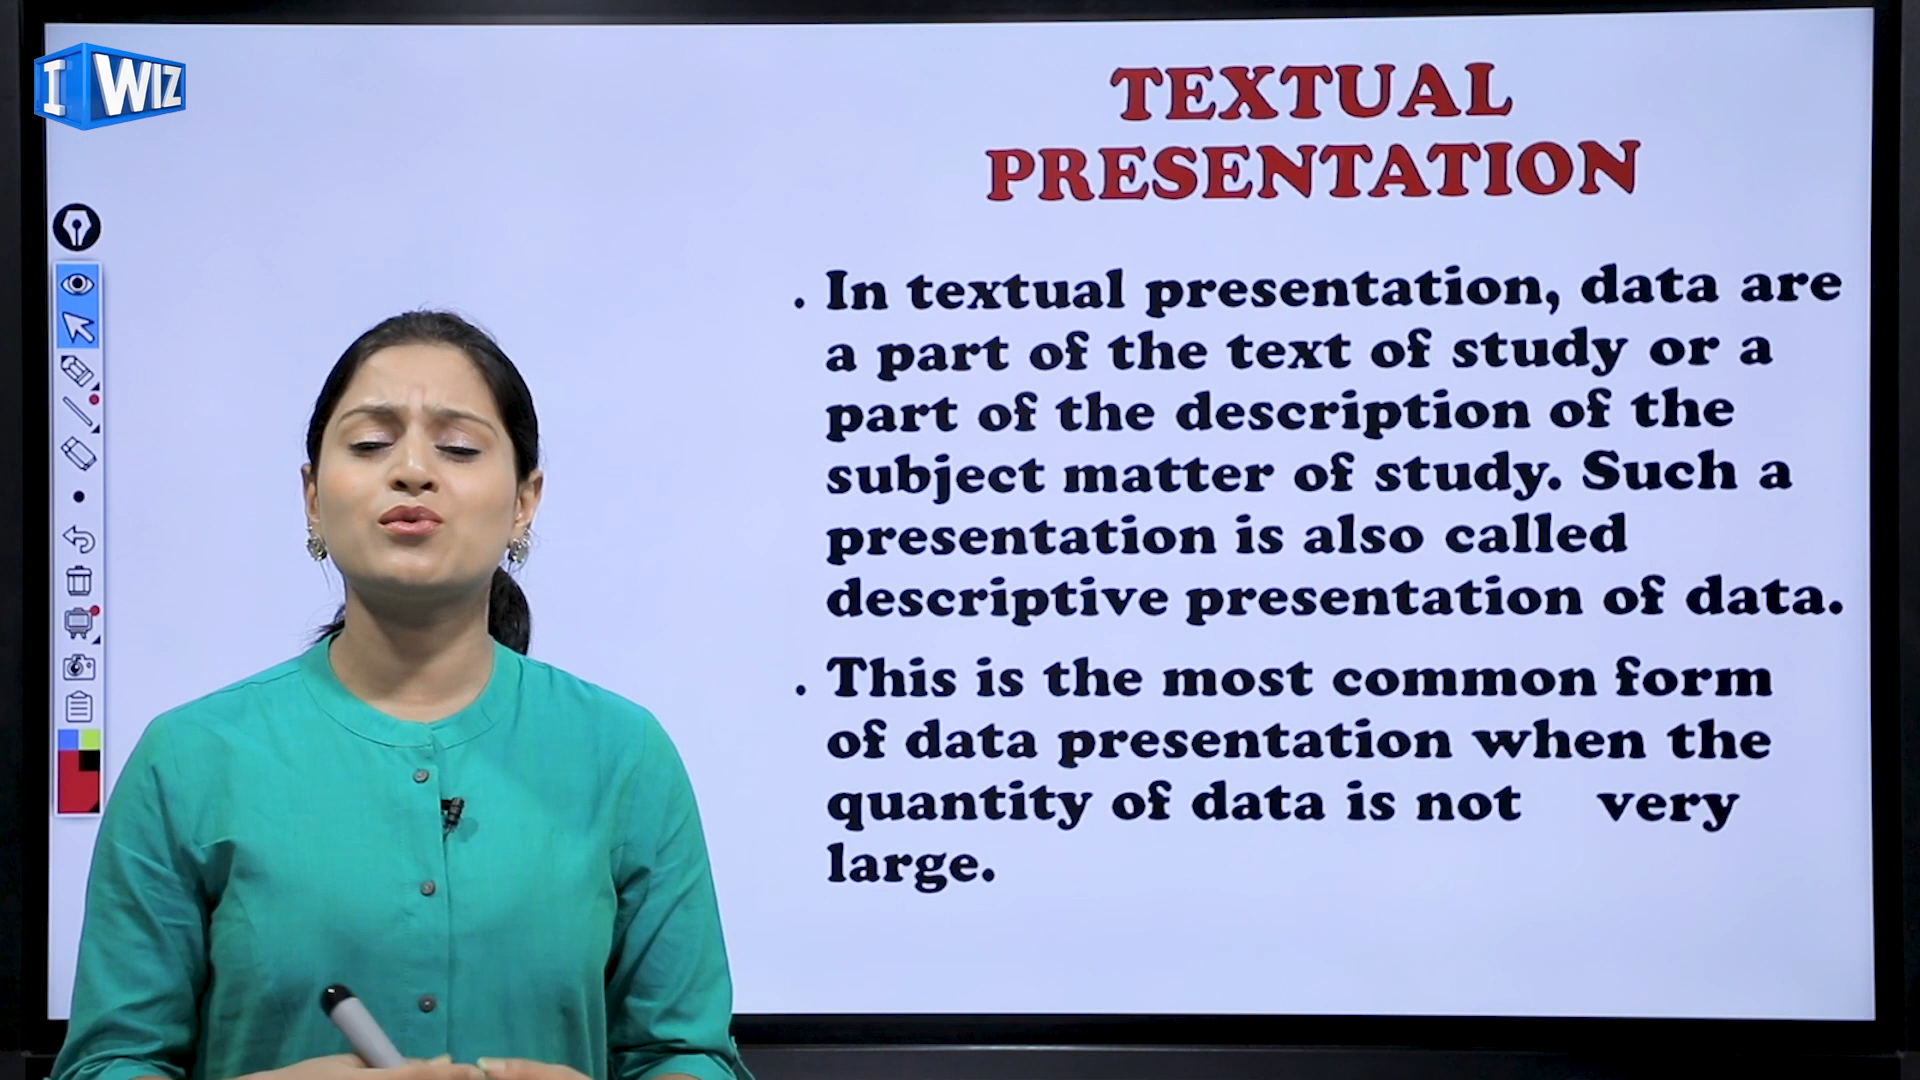 I WIZ
TEXTUAL
PRESENTATION
. In textual presentation, data are
a part of the text of study or a
part of the description of the
subject matter of study. Such a
presentation is also called
descriptive presentation of data.
. This is the most common form
of data presentation when the
quantity of data is not very
large.